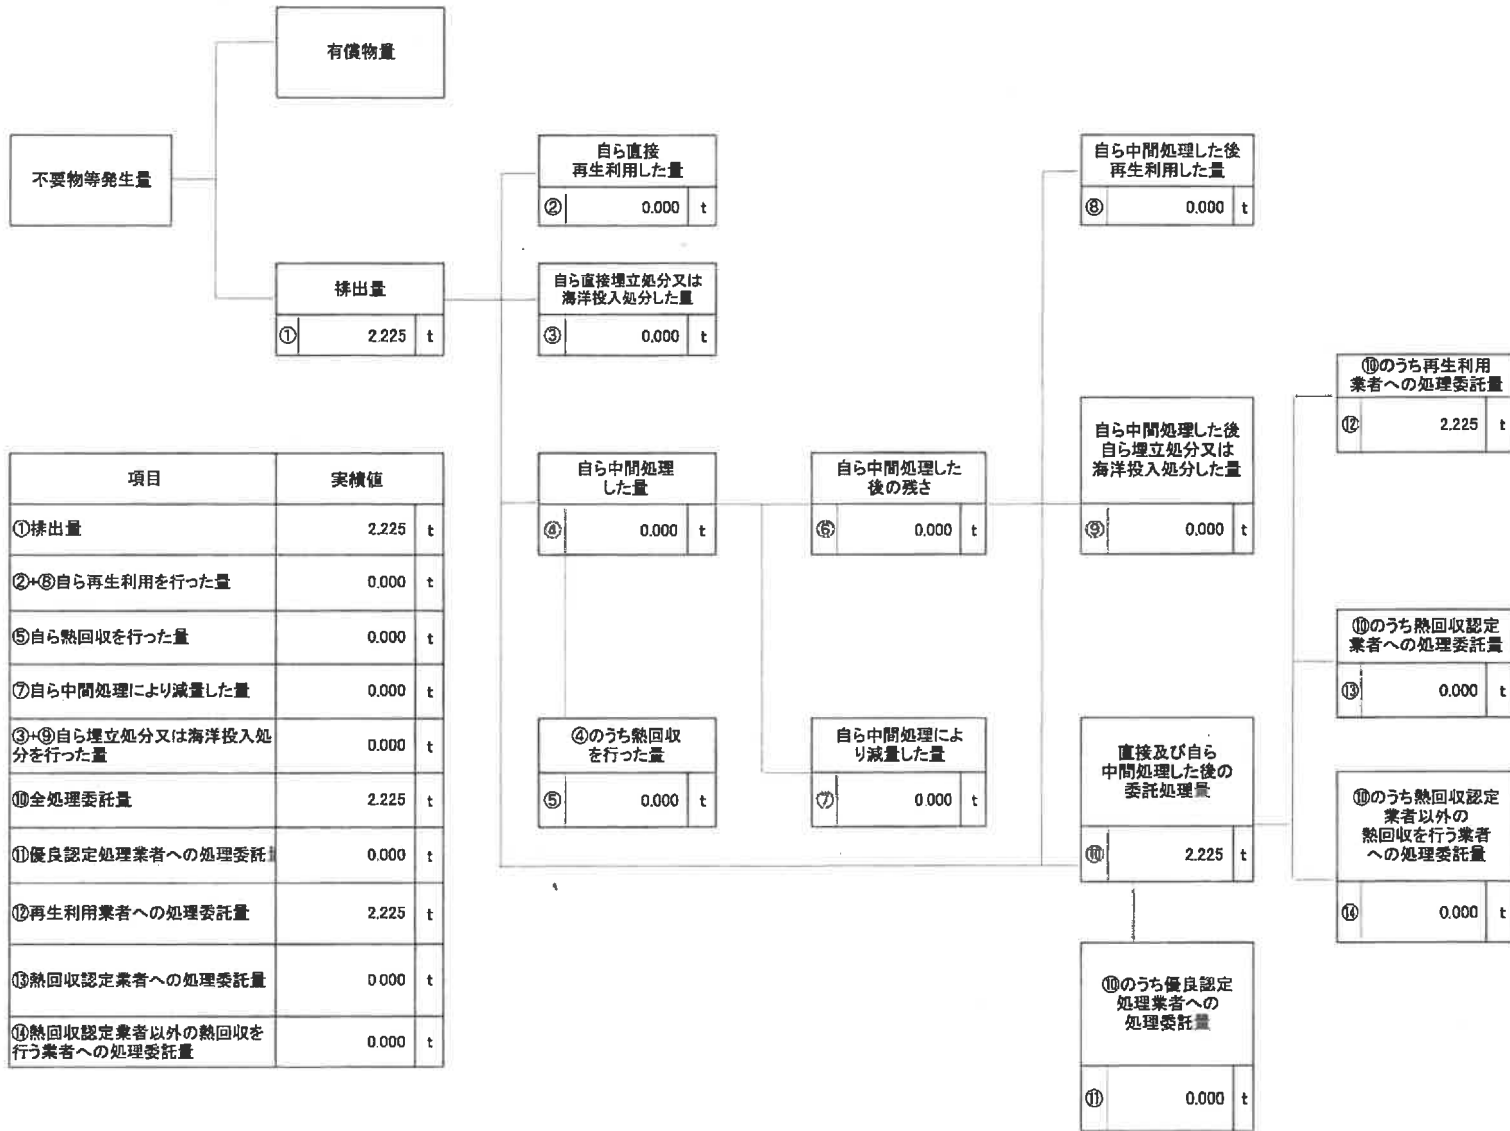 有償物量
不要物等発生量
排出量
① 2.225 t
自ら直接
再生利用した量
② 0.000 t
自ら直接埋立処分又は
海洋投入処分した量
③ 0.000 t
自ら中間処理
した量
④ 0.000 t
④のうち熱回収
を行った量
⑤ 0.000 t
自ら中間処理した
後の残さ
⑥ 0.000 t
自ら中間処理によ
り減量した量
⑦ 0.000 t
自ら中間処理した後
再生利用した量
⑧ 0.000 t
自ら中間処理した後
自ら埋立処分又は
海洋投入処分した量
⑨ 0.000 t
直接及び自ら
中間処理した後の
委託処理量
⑩ 2.225 t
⑩のうち優良認定
処理業者への
処理委託量
⑪ 0.000 t
⑩のうち再生利用
業者への処理委託量
⑫ 2.225 t
⑩のうち熱回収認定
業者への処理委託量
⑬ 0.000 t
⑩のうち熱回収認定
業者以外の
熱回収を行う業者
への処理委託量
⑭ 0.000 t
項目 実績値
①排出量 2.225 t
②+⑧自ら再生利用を行った量 0.000 t
⑤自ら熱回収を行った量 0.000 t
⑦自ら中間処理により減量した量 0.000 t
③+⑨自ら埋立処分又は海洋投入処
分を行った量 0.000 t
⑩全処理委託量 2.225 t
⑪優良認定処理業者への処理委託量 0.000 t
⑫再生利用業者への処理委託量 2.225 t
⑬熱回収認定業者への処理委託量 0.000 t
⑭熱回収認定業者以外の熱回収を
行う業者への処理委託量 0.000 t